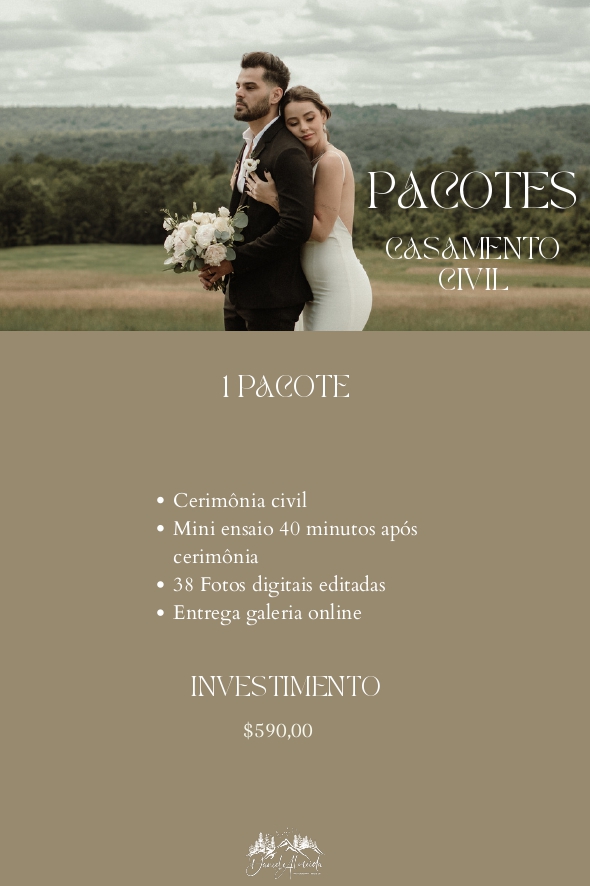 PACOTES
CASAMENTO
CIVIL
1 PACOTE
• Cerimônia civil
• Mini ensaio 40 minutos após
cerimônia
• 38 Fotos digitais editadas
• Entrega galeria online
INVESTIMENTO
$590,00